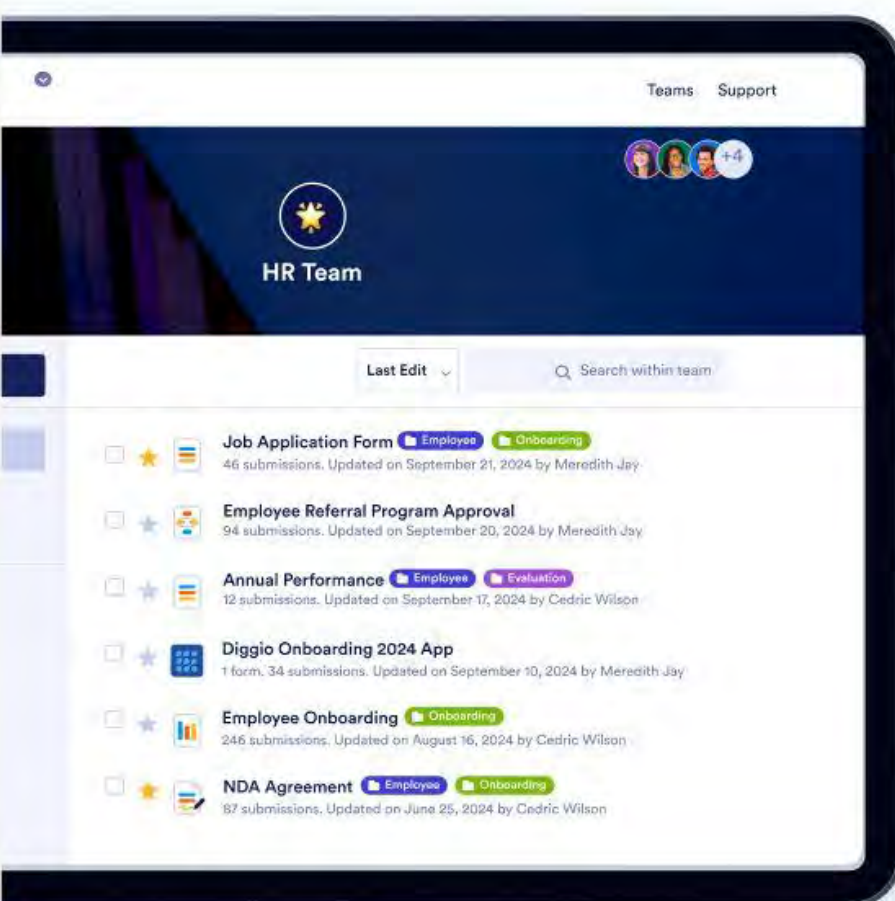 Teams Support
+4
HR Team
Last Edit Search within team
Job Application Form Employee Onboarding
46 submissions. Updated on September 21, 2024 by Meredith Jay
Employee Referral Program Approval
94 submissions. Updated on September 20, 2024 by Meredith Jay
Annual Performance Employee Evaluation
12 submissions. Updated on September 17, 2024 by Cedric Wilson
Diggio Onboarding 2024 App
1 form. 34 submissions. Updated on September 10, 2024 by Meredith Jay
Employee Onboarding Onboarding
246 submissions. Updated on August 16, 2024 by Cedric Wilson
NDA Agreement Employee Onboarding
87 submissions. Updated on June 25, 2024 by Cedric Wilson